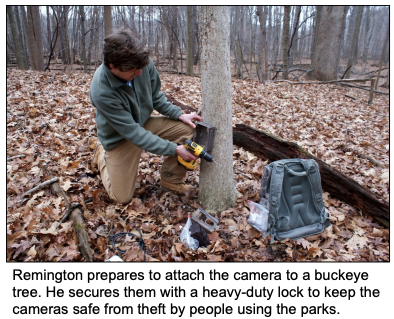 Remington prepares to attach the camera to a buckeye
tree. He secures them with a heavy-duty lock to keep the
cameras safe from theft by people using the parks.